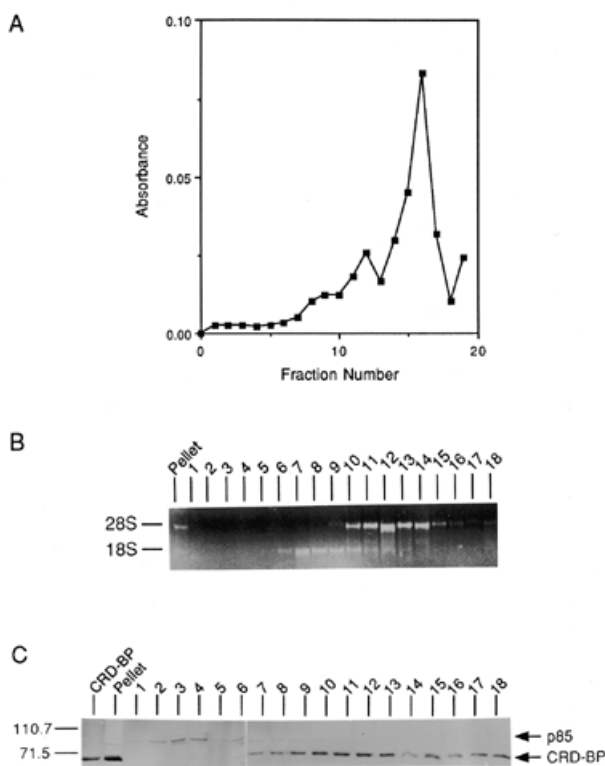 A
0.10
0.05
0.00
Absorbance
0 10 20
Fraction Number
B
Pellet 1 2 3 4 5 6 7 8 9 10 11 12 13 14 15 16 17 18
28S
18S
C
CRD-BP Pellet 1 2 3 4 5 6 7 8 9 10 11 12 13 14 15 16 17 18
110.7 p85
71.5 CRD-BP